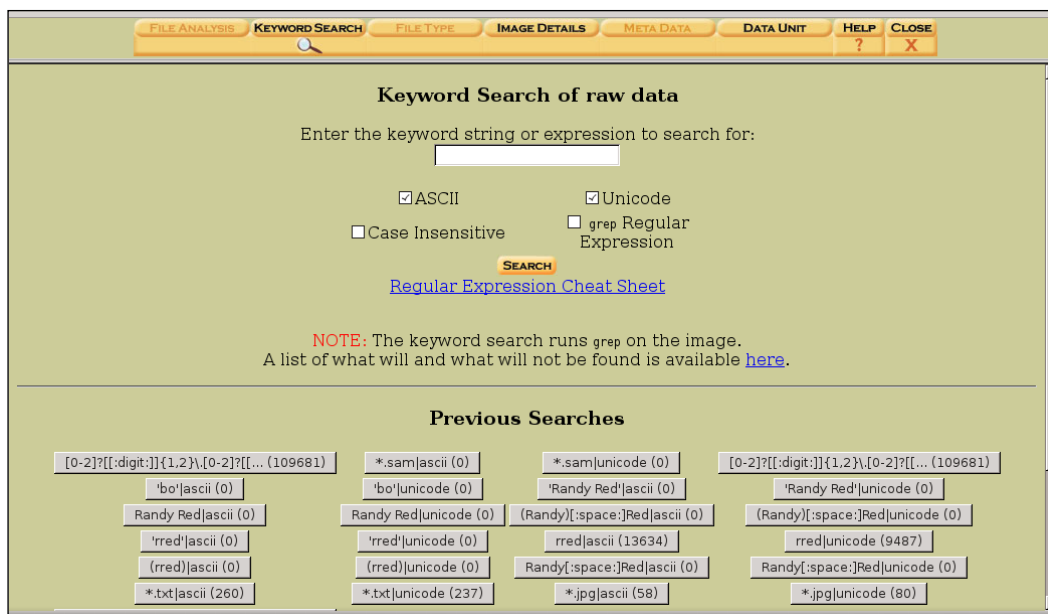 FILE ANALYSIS KEYWORD SEARCH FILE TYPE IMAGE DETAILS META DATA DATA UNIT HELP CLOSE
? X
Keyword Search of raw data
Enter the keyword string or expression to search for:
ASCII Unicode
Case Insensitive grep Regular Expression
SEARCH
Regular Expression Cheat Sheet
NOTE: The keyword search runs grep on the image.
A list of what will and what will not be found is available here.
Previous Searches
[0-2]?[[:digit:]]{1,2}\.[0-2]?[[... (109681) *.sam|ascii (0) *.sam|unicode (0) [0-2]?[[:digit:]]{1,2}\.[0-2]?[[... (109681)
'bo'|ascii (0) 'bo'|unicode (0) 'Randy Red'|ascii (0) 'Randy Red'|unicode (0)
Randy Red|ascii (0) Randy Red|unicode (0) (Randy)[:space:]Red|ascii (0) (Randy)[:space:]Red|unicode (0)
'rred'|ascii (0) 'rred'|unicode (0) rred|ascii (13634) rred|unicode (9487)
(rred)|ascii (0) (rred)|unicode (0) Randy[:space:]Red|ascii (0) Randy[:space:]Red|unicode (0)
*.txt|ascii (260) *.txt|unicode (237) *.jpg|ascii (58) *.jpg|unicode (80)